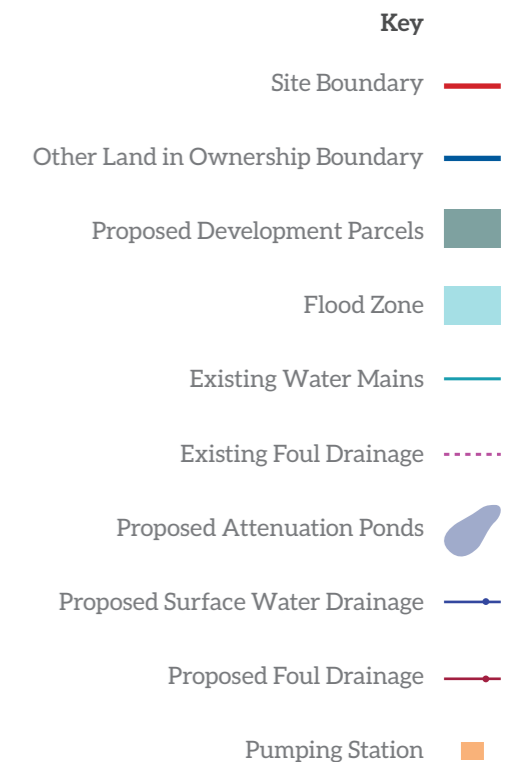 Key
Site Boundary
Other Land in Ownership Boundary
Proposed Development Parcels
Flood Zone
Existing Water Mains
Existing Foul Drainage
Proposed Attenuation Ponds
Proposed Surface Water Drainage
Proposed Foul Drainage
Pumping Station